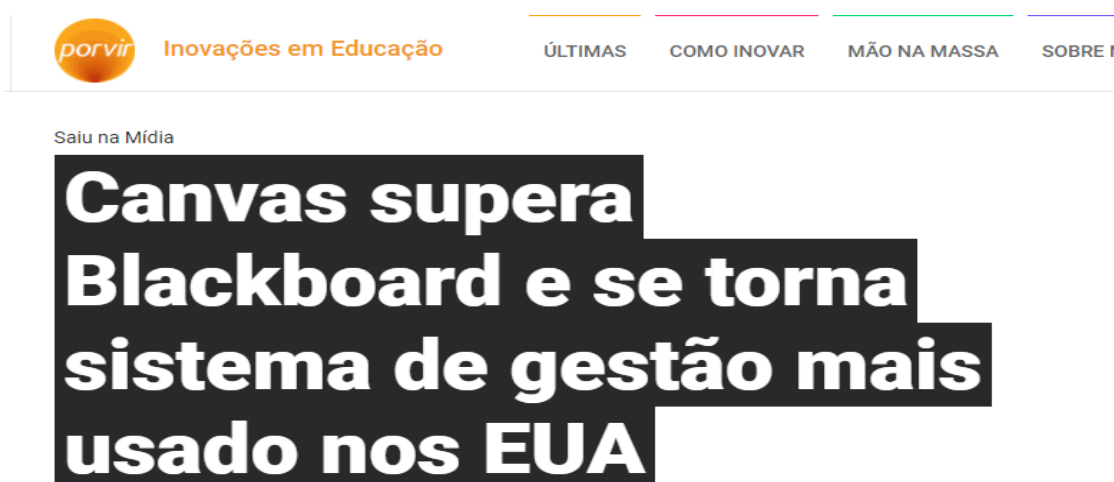 porvir Inovações em Educação ÚLTIMAS COMO INOVAR MÃO NA MASSA SOBRE
Saiu na Mídia
Canvas supera
Blackboard e se torna
sistema de gestão mais
usado nos EUA